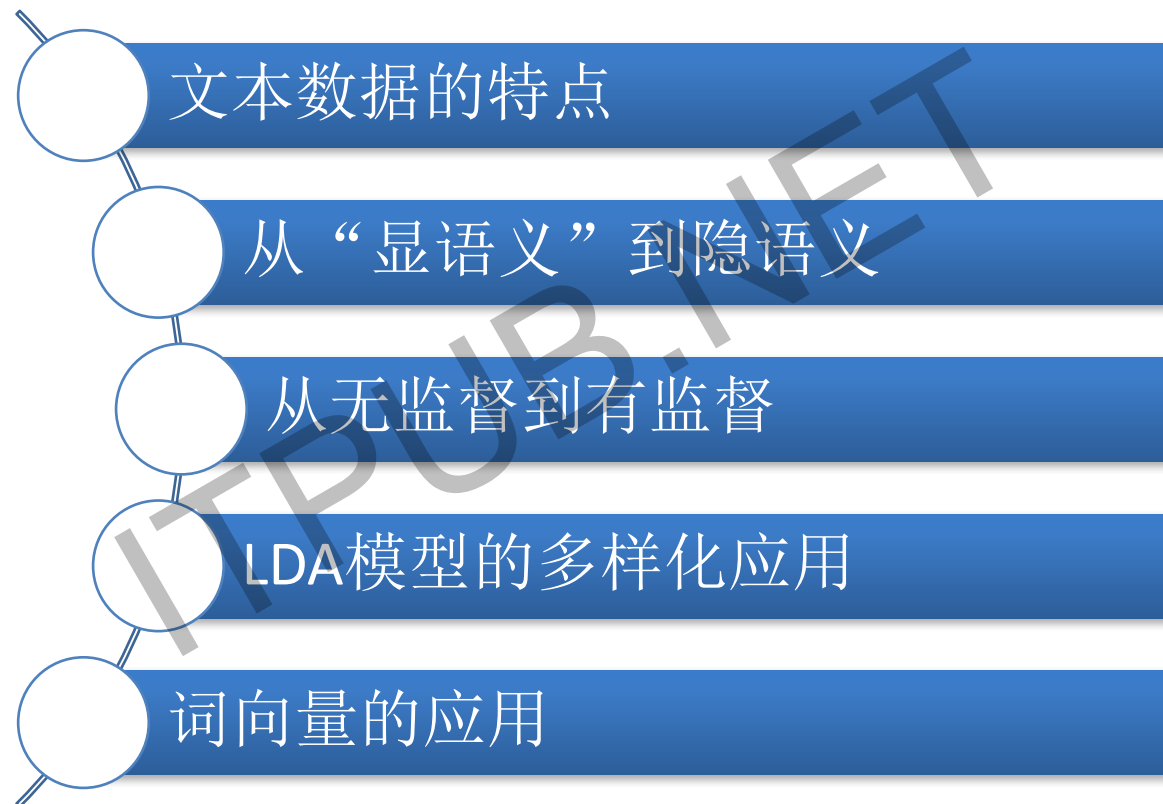 文本数据的特点
从“显语义”到隐语义
从无监督到有监督
LDA模型的多样化应用
词向量的应用
ITPUB.NET